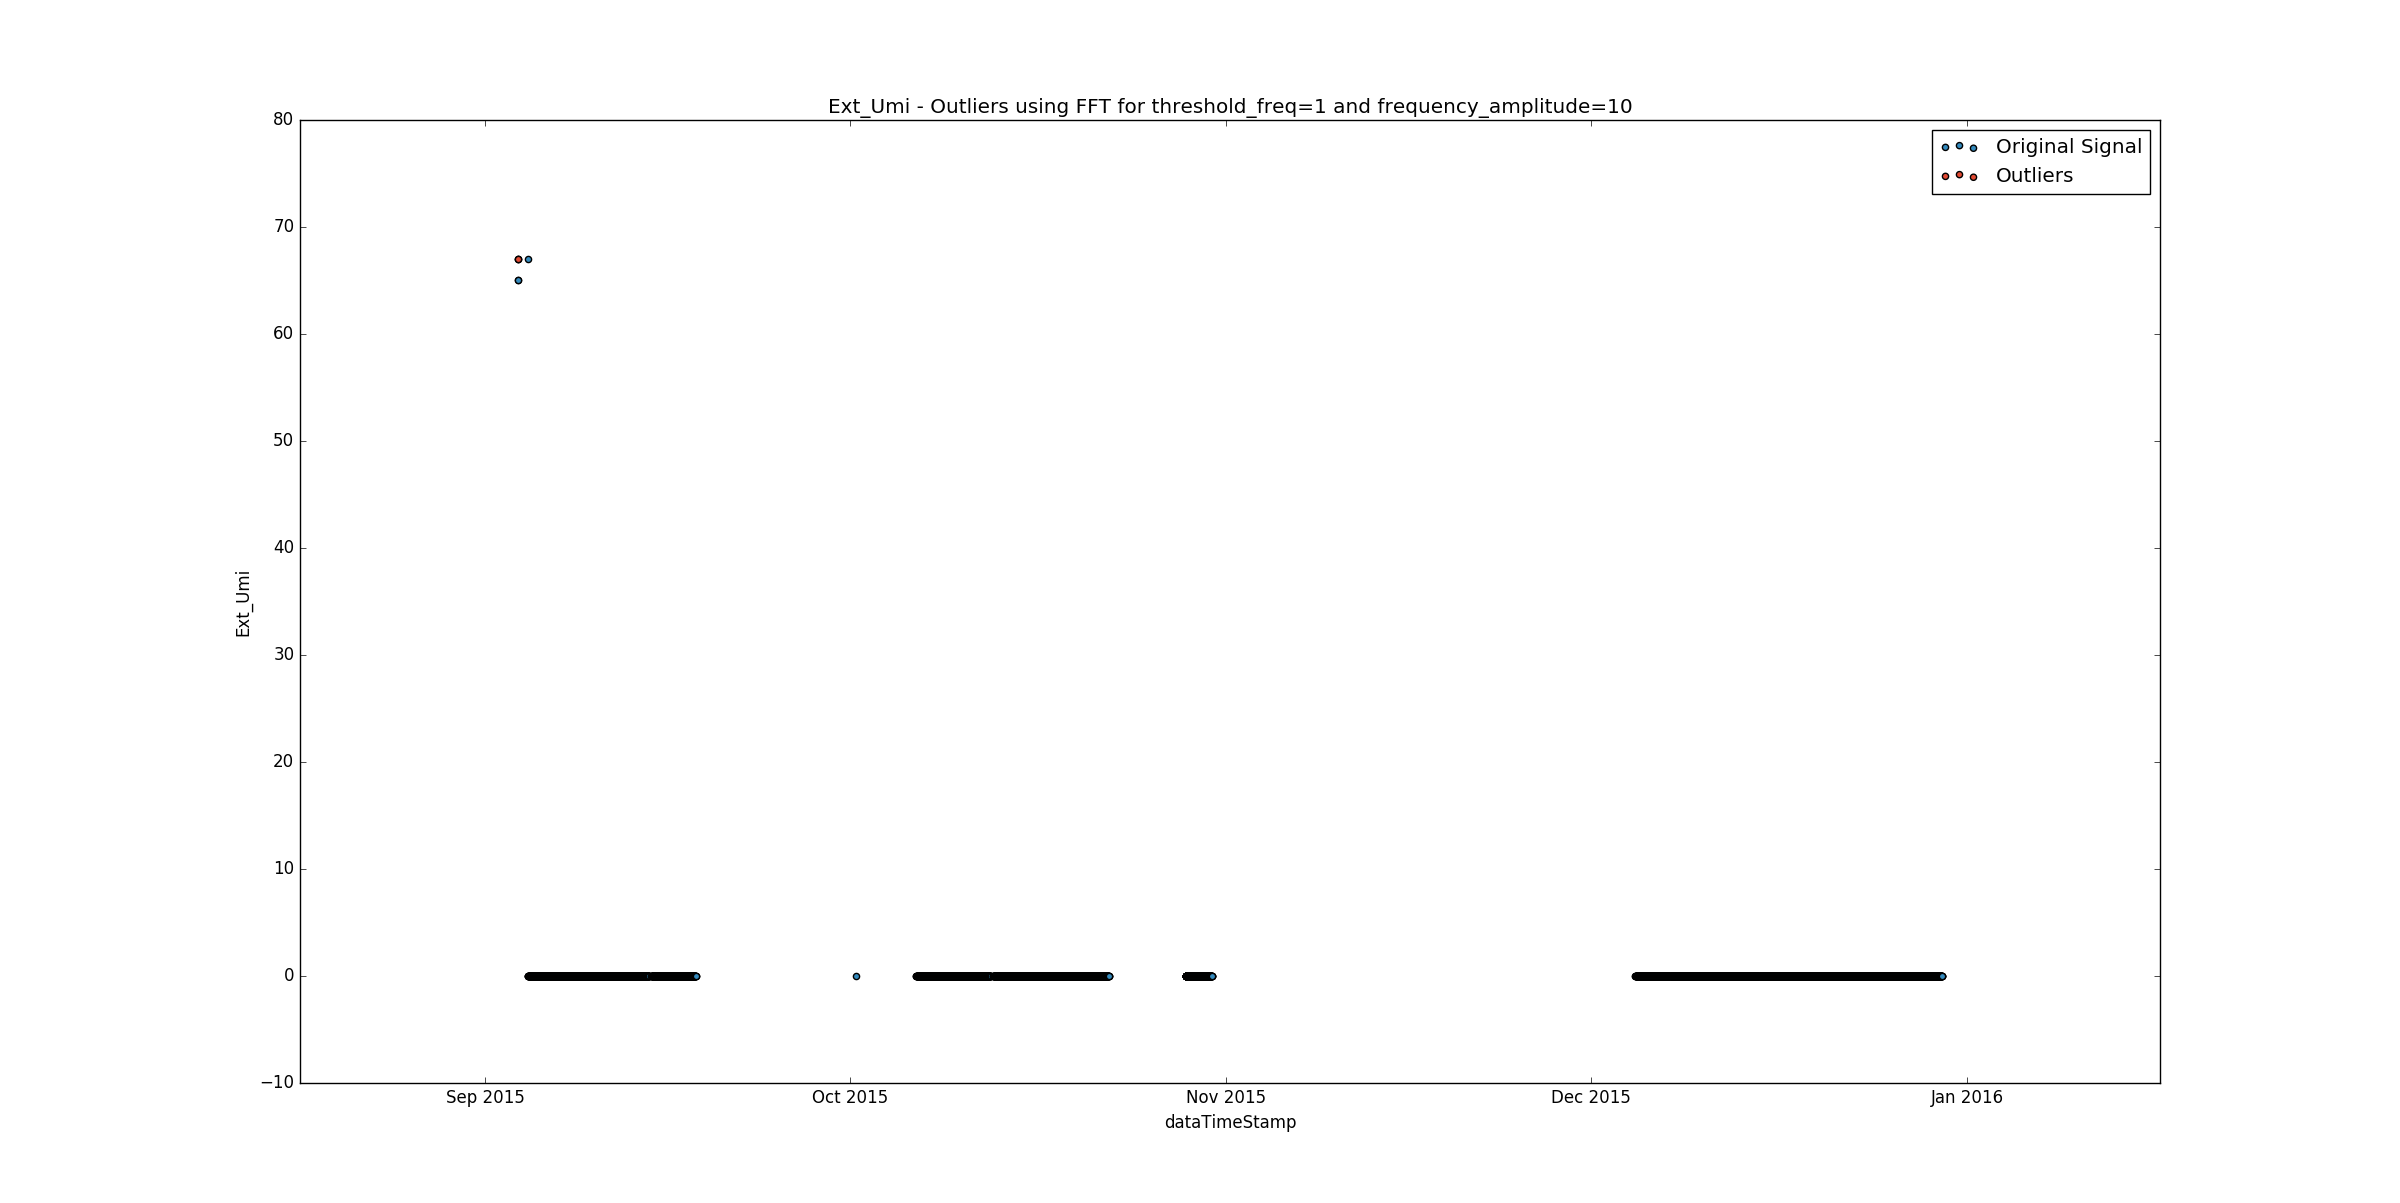 Ext_Umi - Outliers using FFT for threshold_freq=1 and frequency_amplitude=10
80
70
60
50
40
30
20
10
0
−10
Ext_Umi
Original Signal
Outliers
Sep 2015
Oct 2015
Nov 2015
Dec 2015
Jan 2016
dataTimeStamp